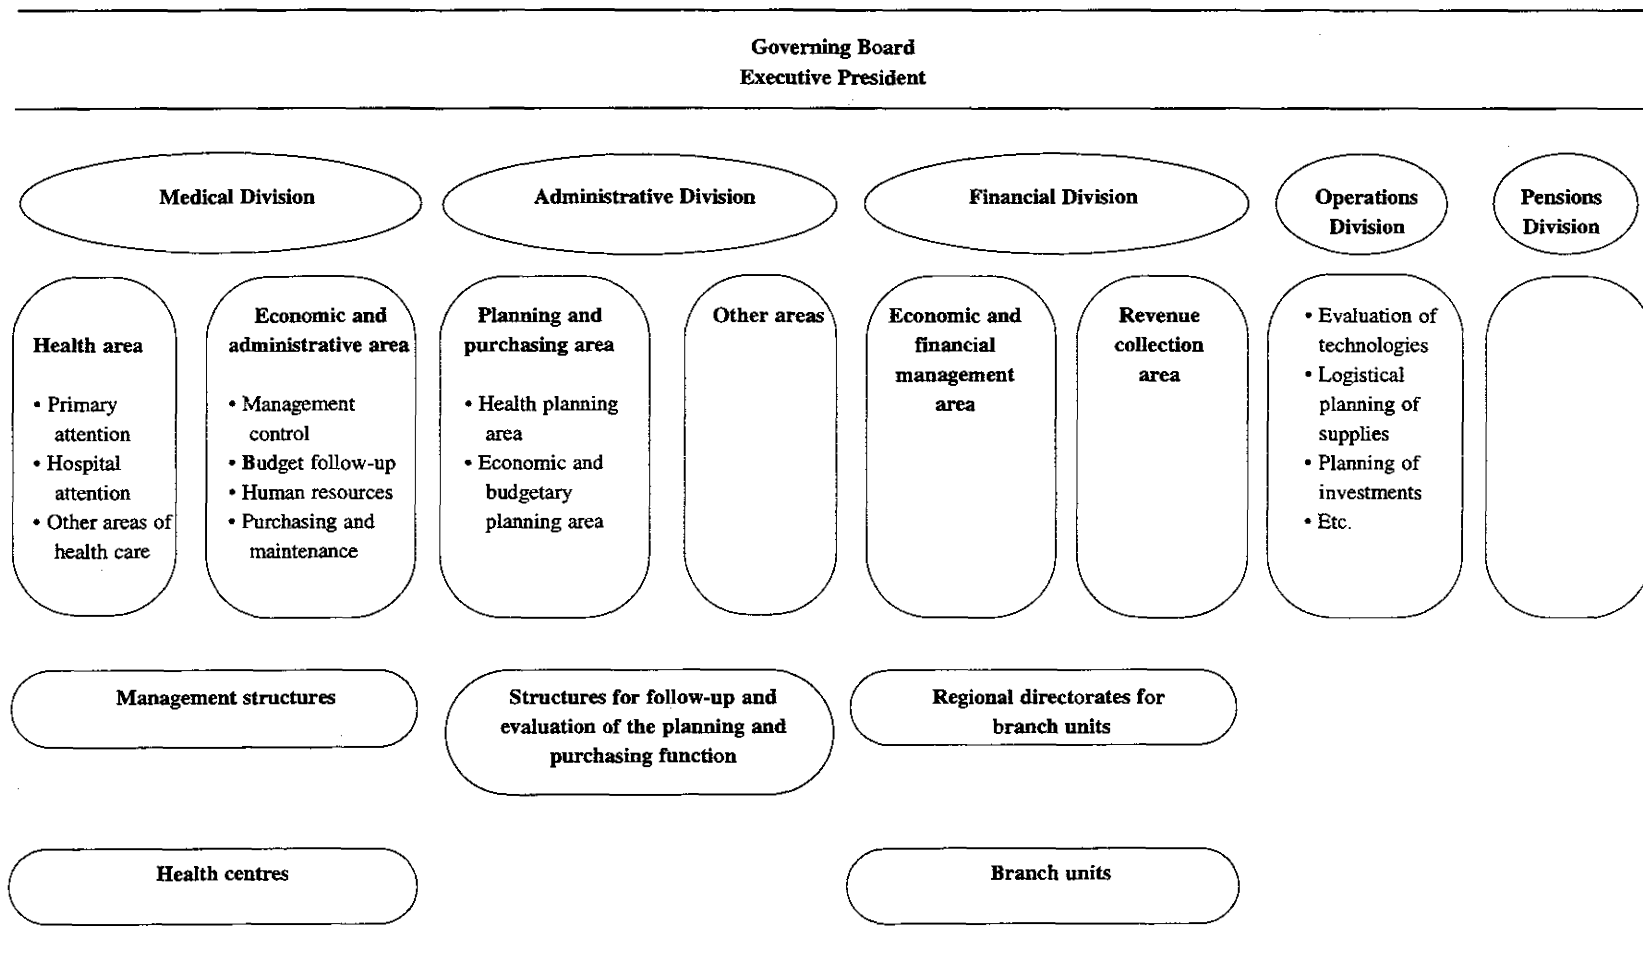 Governing Board
Executive President
Medical Division
Administrative Division
Financial Division
Operations
Division
Pensions
Division
Health area
• Primary
attention
• Hospital
attention
• Other areas of
health care
Economic and
administrative area
• Management
control
• Budget follow-up
• Human resources
• Purchasing and
maintenance
Planning and
purchasing area
• Health planning
area
• Economic and
budgetary
planning area
Other areas
Economic and
financial
management
area
Revenue
collection
area
• Evaluation of
technologies
• Logistical
planning of
supplies
• Planning of
investments
• Etc.
Management structures
Structures for follow-up and
evaluation of the planning and
purchasing function
Regional directorates for
branch units
Health centres
Branch units